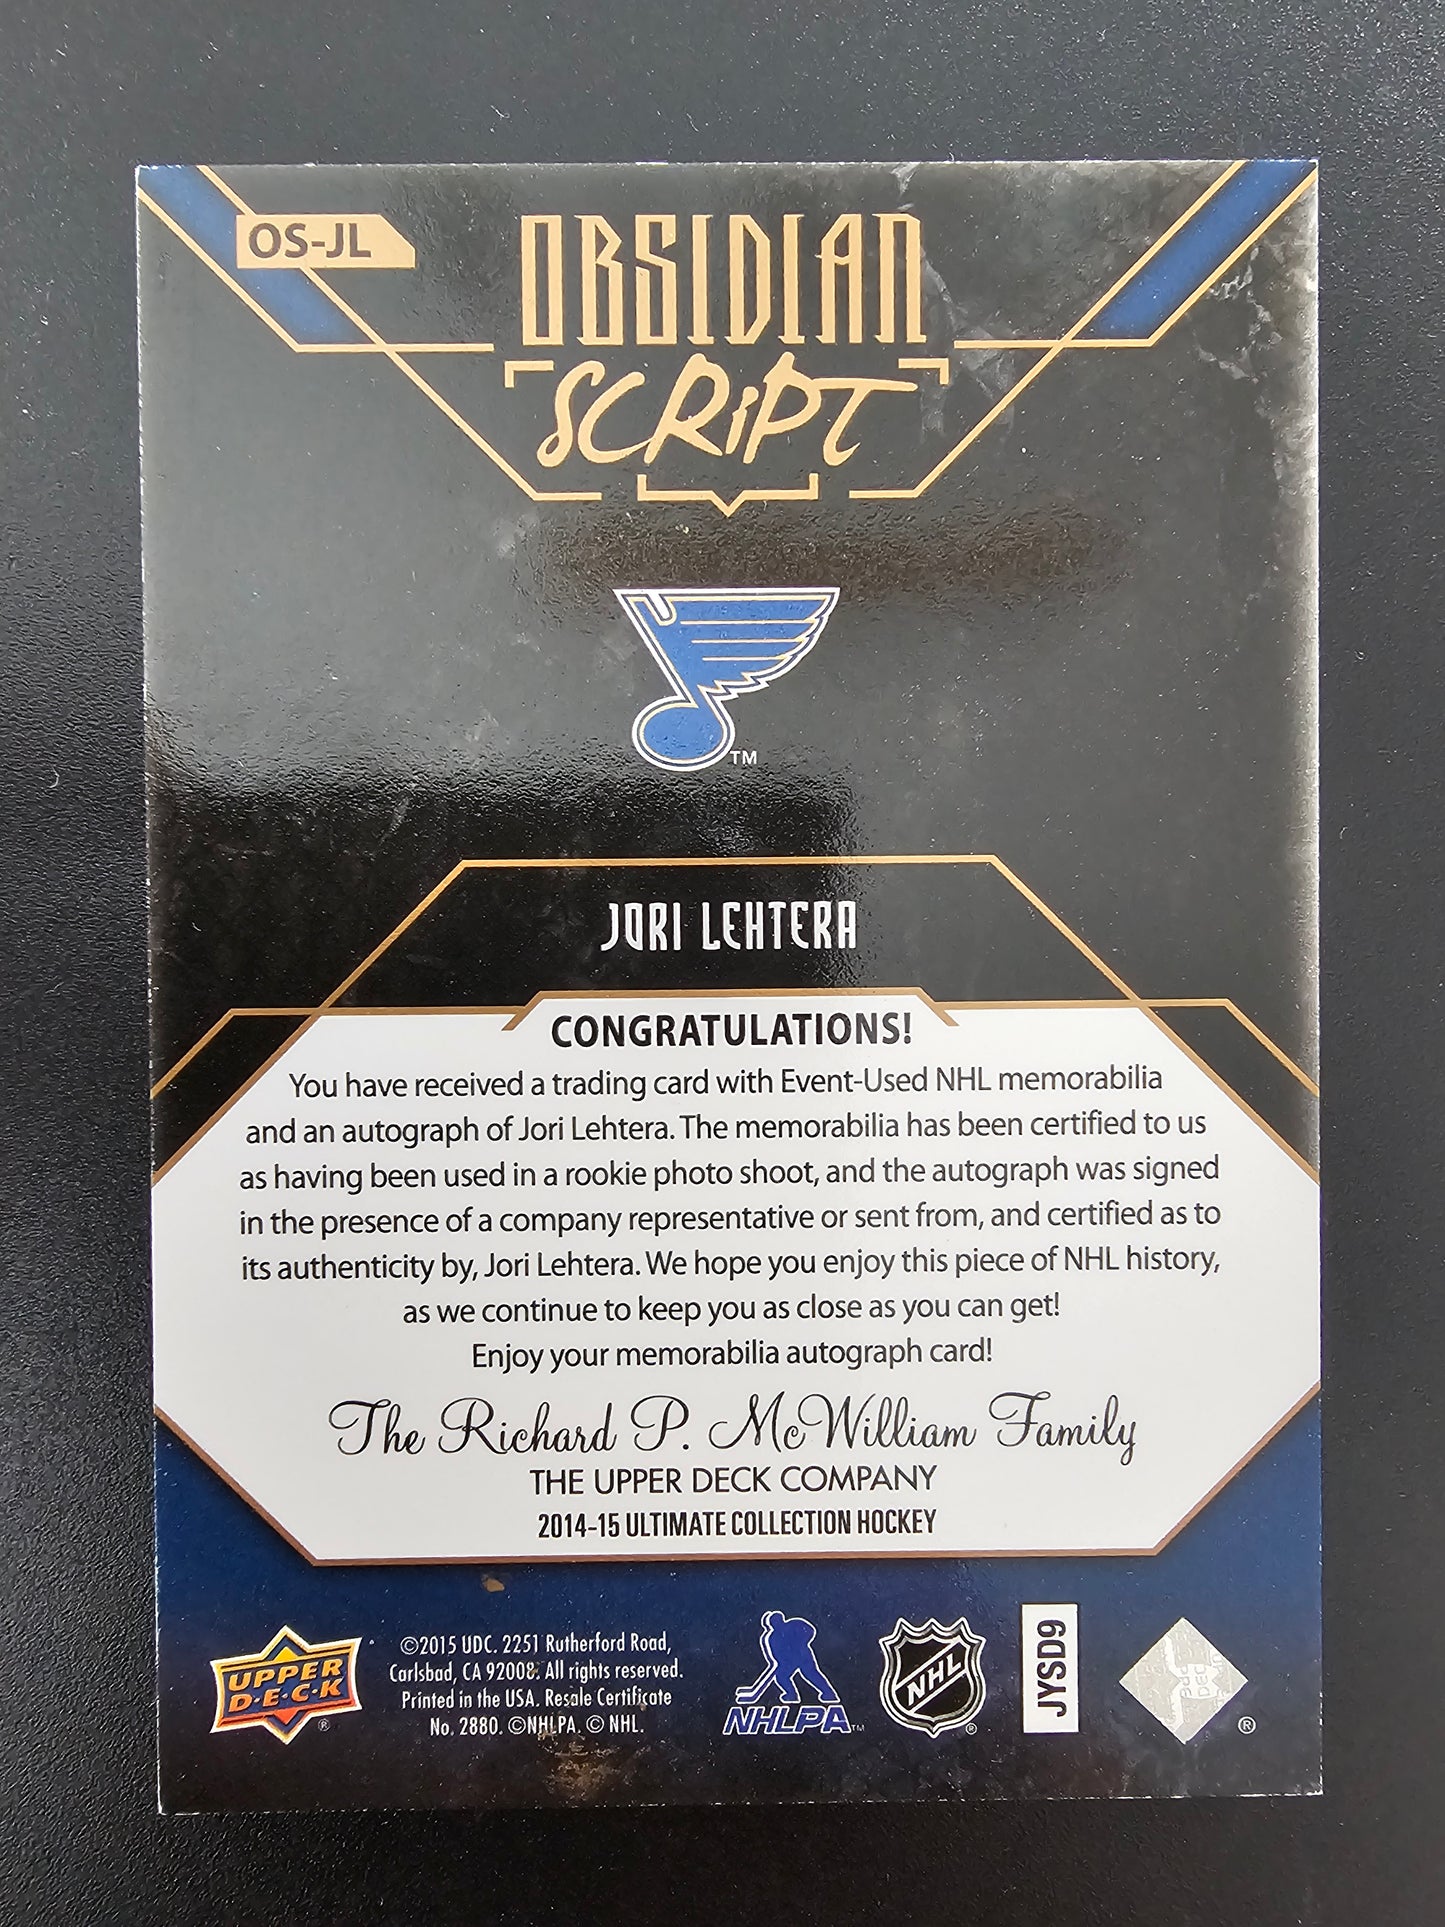 OS-JL
OBSIDIAN
SCRiPT
TM
JORI LEHTERA
CONGRATULATIONS!
You have received a trading card with Event-Used NHL memorabilia
and an autograph of Jori Lehtera. The memorabilia has been certified to us
as having been used in a rookie photo shoot, and the autograph was signed
in the presence of a company representative or sent from, and certified as to
its authenticity by, Jori Lehtera. We hope you enjoy this piece of NHL history,
as we continue to keep you as close as you can get!
Enjoy your memorabilia autograph card!
The Richard P. McWilliam Family
THE UPPER DECK COMPANY
2014-15 ULTIMATE COLLECTION HOCKEY
UPPER
D·E·C·K
®
©2015 UDC. 2251 Rutherford Road,
Carlsbad, CA 92008. All rights reserved.
Printed in the USA. Resale Certificate
No. 2880. ©NHLPA. © NHL.
NHLPA TM
NHL
®
JYSD9
®